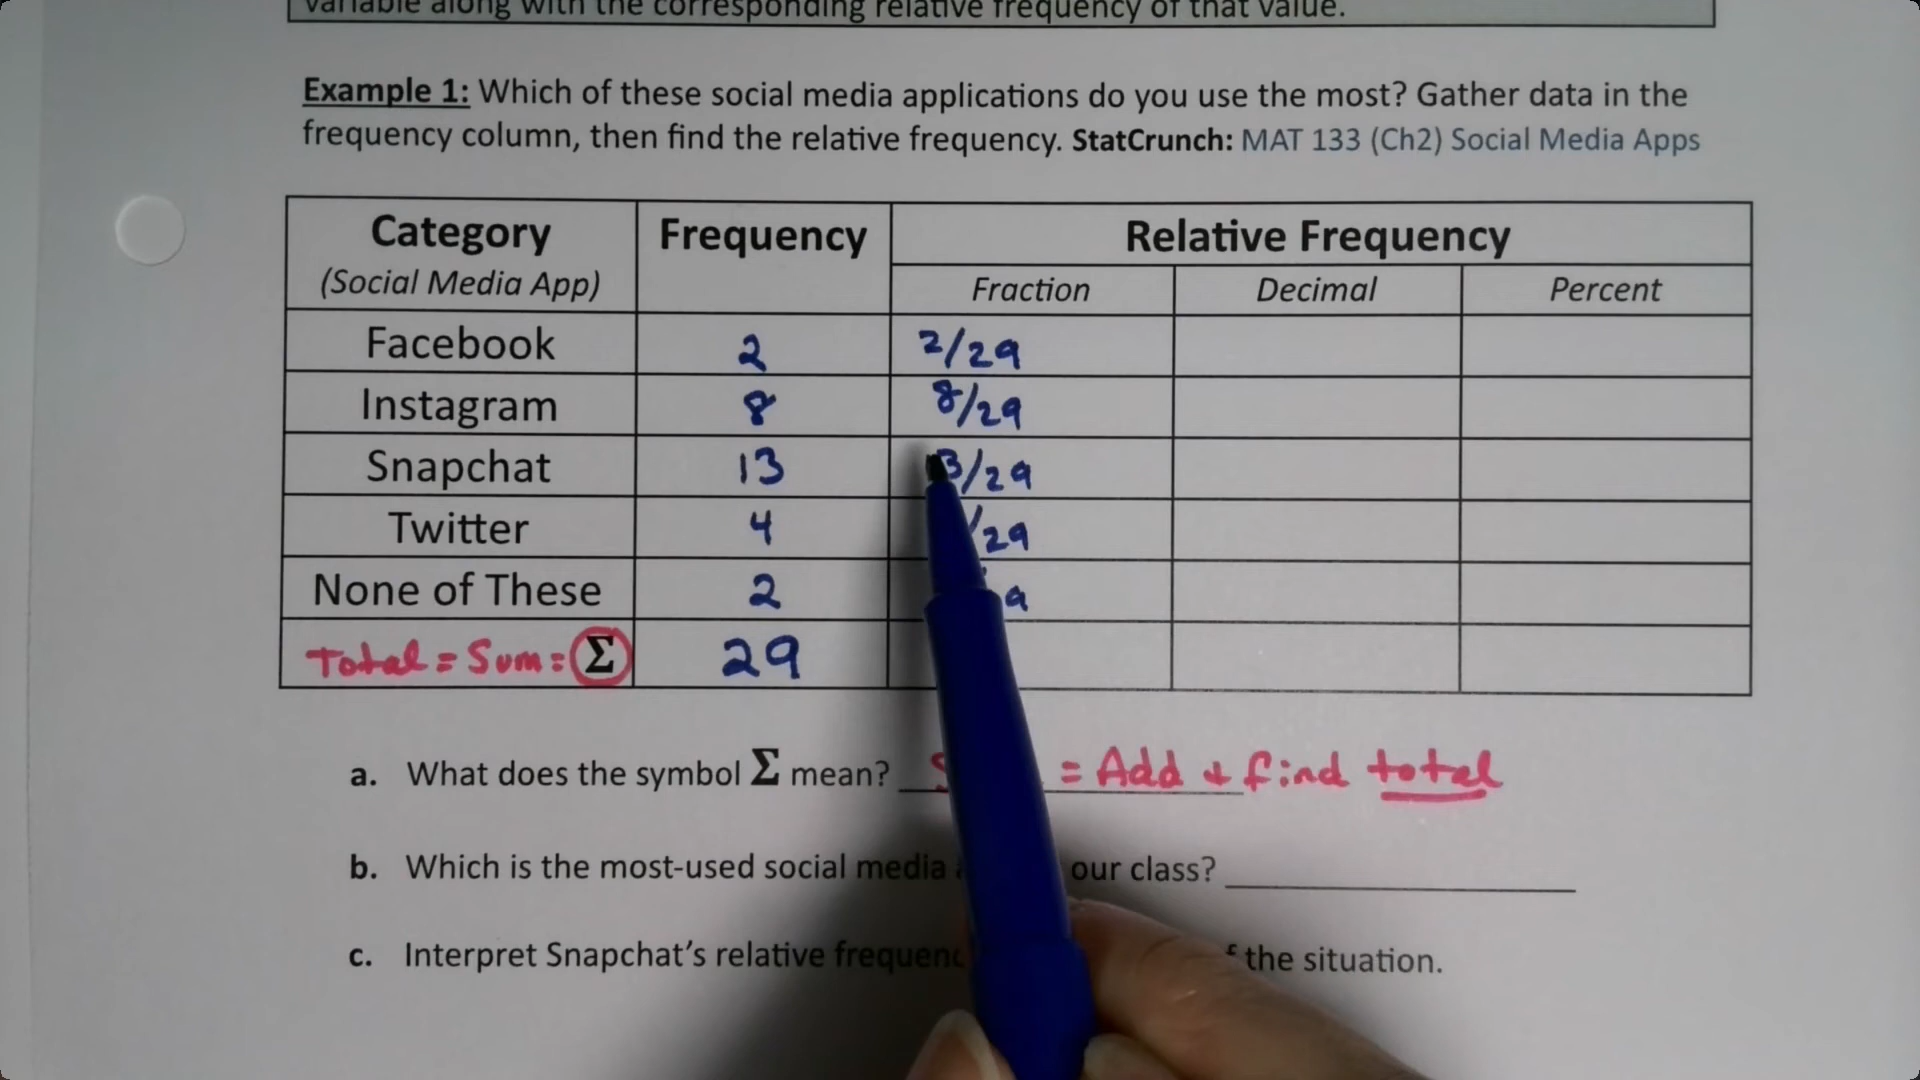 variable along with the corresponding relative frequency of that value.
Example 1: Which of these social media applications do you use the most? Gather data in the
frequency column, then find the relative frequency. StatCrunch: MAT 133 (Ch2) Social Media Apps
Category Frequency Relative Frequency
(Social Media App) Fraction Decimal Percent
Facebook 2 2/29
Instagram 8 8/29
Snapchat 13 3/29
Twitter 4 /29
None of These 2 9
Total = Sum = Σ 29
a. What does the symbol Σ mean? = Add + find total
b. Which is the most-used social media our class?
c. Interpret Snapchat's relative the situation.